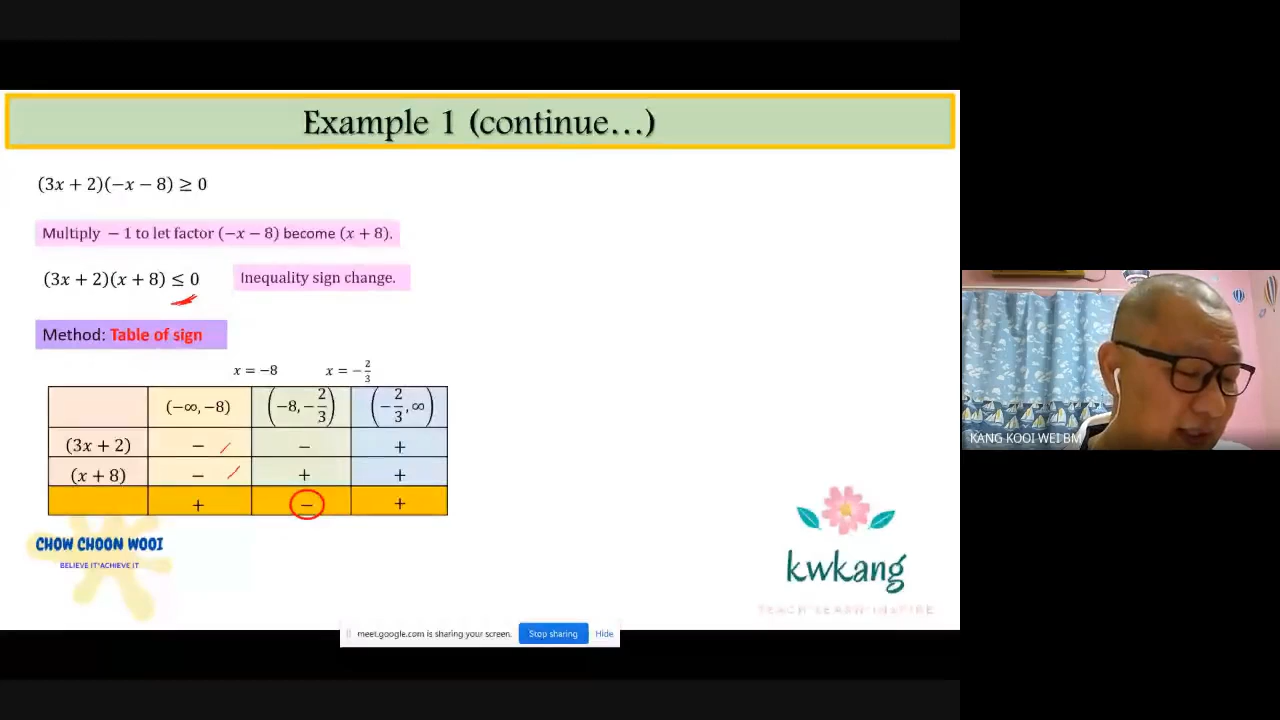 Example 1 (continue...)
(3x + 2)(−x − 8) ≥ 0
Multiply − 1 to let factor (−x − 8) become (x + 8).
(3x + 2)(x + 8) ≤ 0
Inequality sign change.
Method: Table of sign
x = −8 x = −2/3
(−∞, −8) (−8, −2/3) (−2/3, ∞)
(3x + 2) − − +
(x + 8) − + +
+ − +
KANG KOOI WEI BM
CHOW CHOON WOOI
BELIEVE IT*ACHIEVE IT
kwkang
TEACH*LEARN*INSPIRE
meet.google.com is sharing your screen. Stop sharing Hide